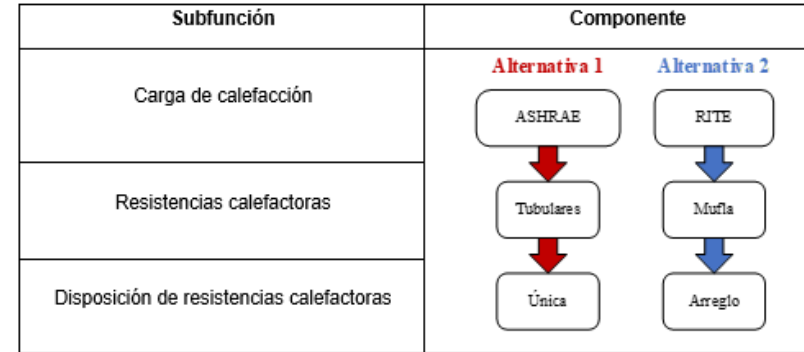 Subfunción
Componente
Alternativa 1
Alternativa 2
Carga de calefacción
ASHRAE
RITE
Resistencias calefactoras
Tubulares
Mufla
Disposición de resistencias calefactoras
Única
Arreglo